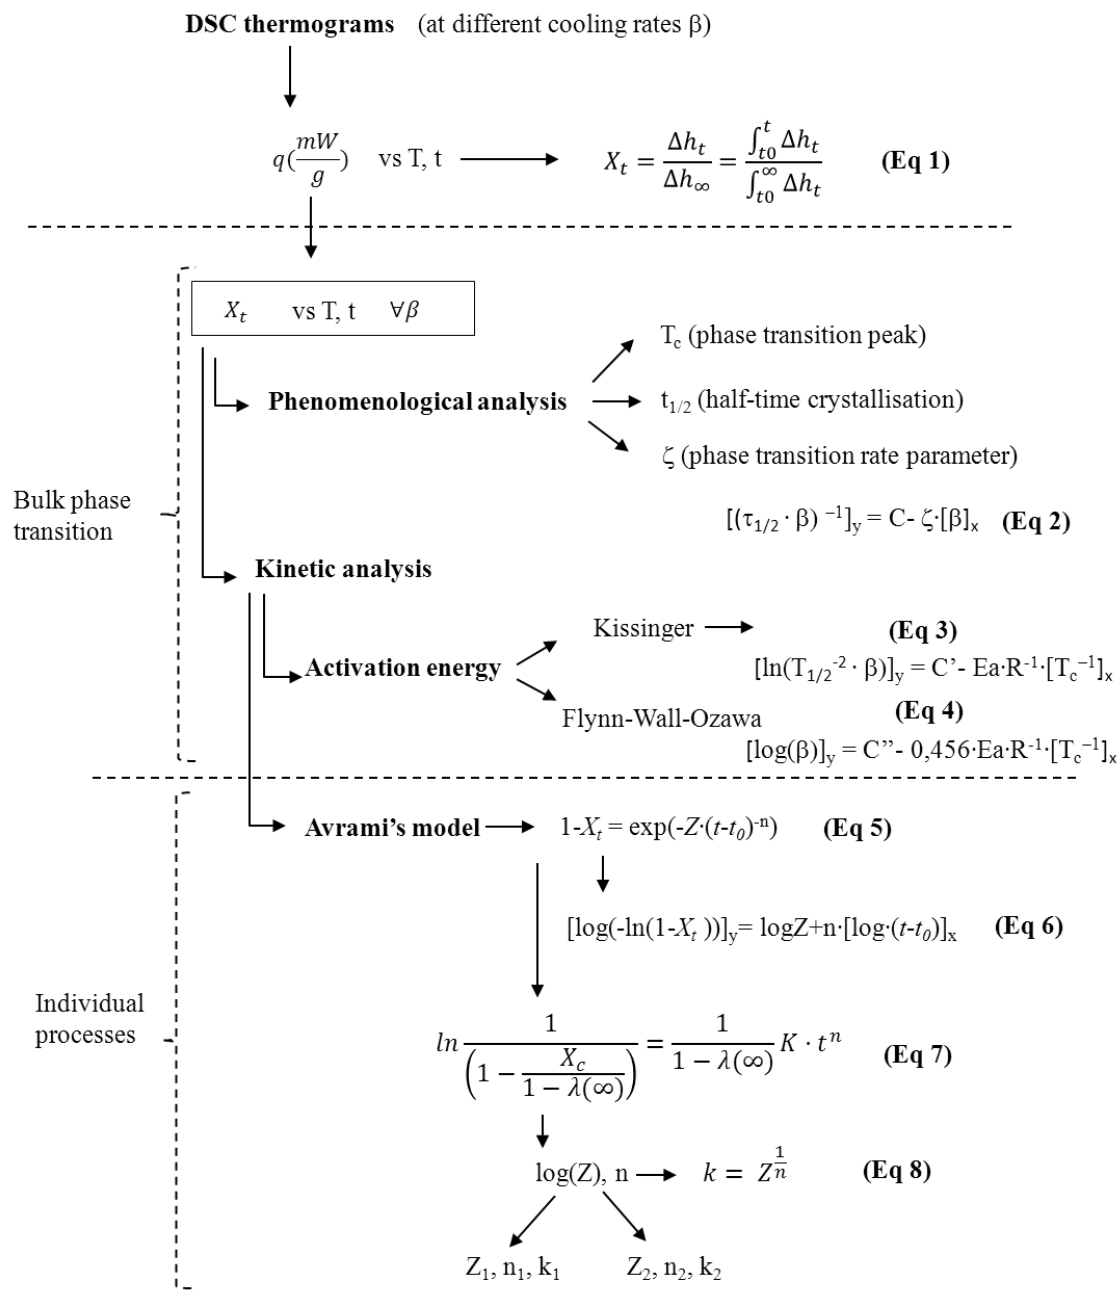 DSC thermograms (at different cooling rates β)
q(mW/g) vs T, t
X_t = Δh_t/Δh_∞ = ∫_{t0}^{t} Δh_t / ∫_{t0}^{∞} Δh_t (Eq 1)
X_t vs T, t ∀β
T_c (phase transition peak)
Phenomenological analysis
t_{1/2} (half-time crystallisation)
ζ (phase transition rate parameter)
Bulk phase
transition
[(τ_{1/2} · β) ^{-1}]_y = C- ζ·[β]_x (Eq 2)
Kinetic analysis
Kissinger
(Eq 3)
[ln(T_{1/2}^{-2} · β)]_y = C’- Ea·R^{-1}·[T_c^{-1}]_x
Activation energy
Flynn-Wall-Ozawa
(Eq 4)
[log(β)]_y = C’’- 0,456·Ea·R^{-1}·[T_c^{-1}]_x
Avrami’s model
1-X_t = exp(-Z·(t-t_0)^{-n}) (Eq 5)
[log(-ln(1-X_t ))]_y= logZ+n·[log·(t-t_0)]_x (Eq 6)
Individual
processes
ln 1/(1 − X_c/(1 − λ(∞))) = 1/(1 − λ(∞)) K · t^n (Eq 7)
log(Z), n
k = Z^{1/n} (Eq 8)
Z_1, n_1, k_1
Z_2, n_2, k_2